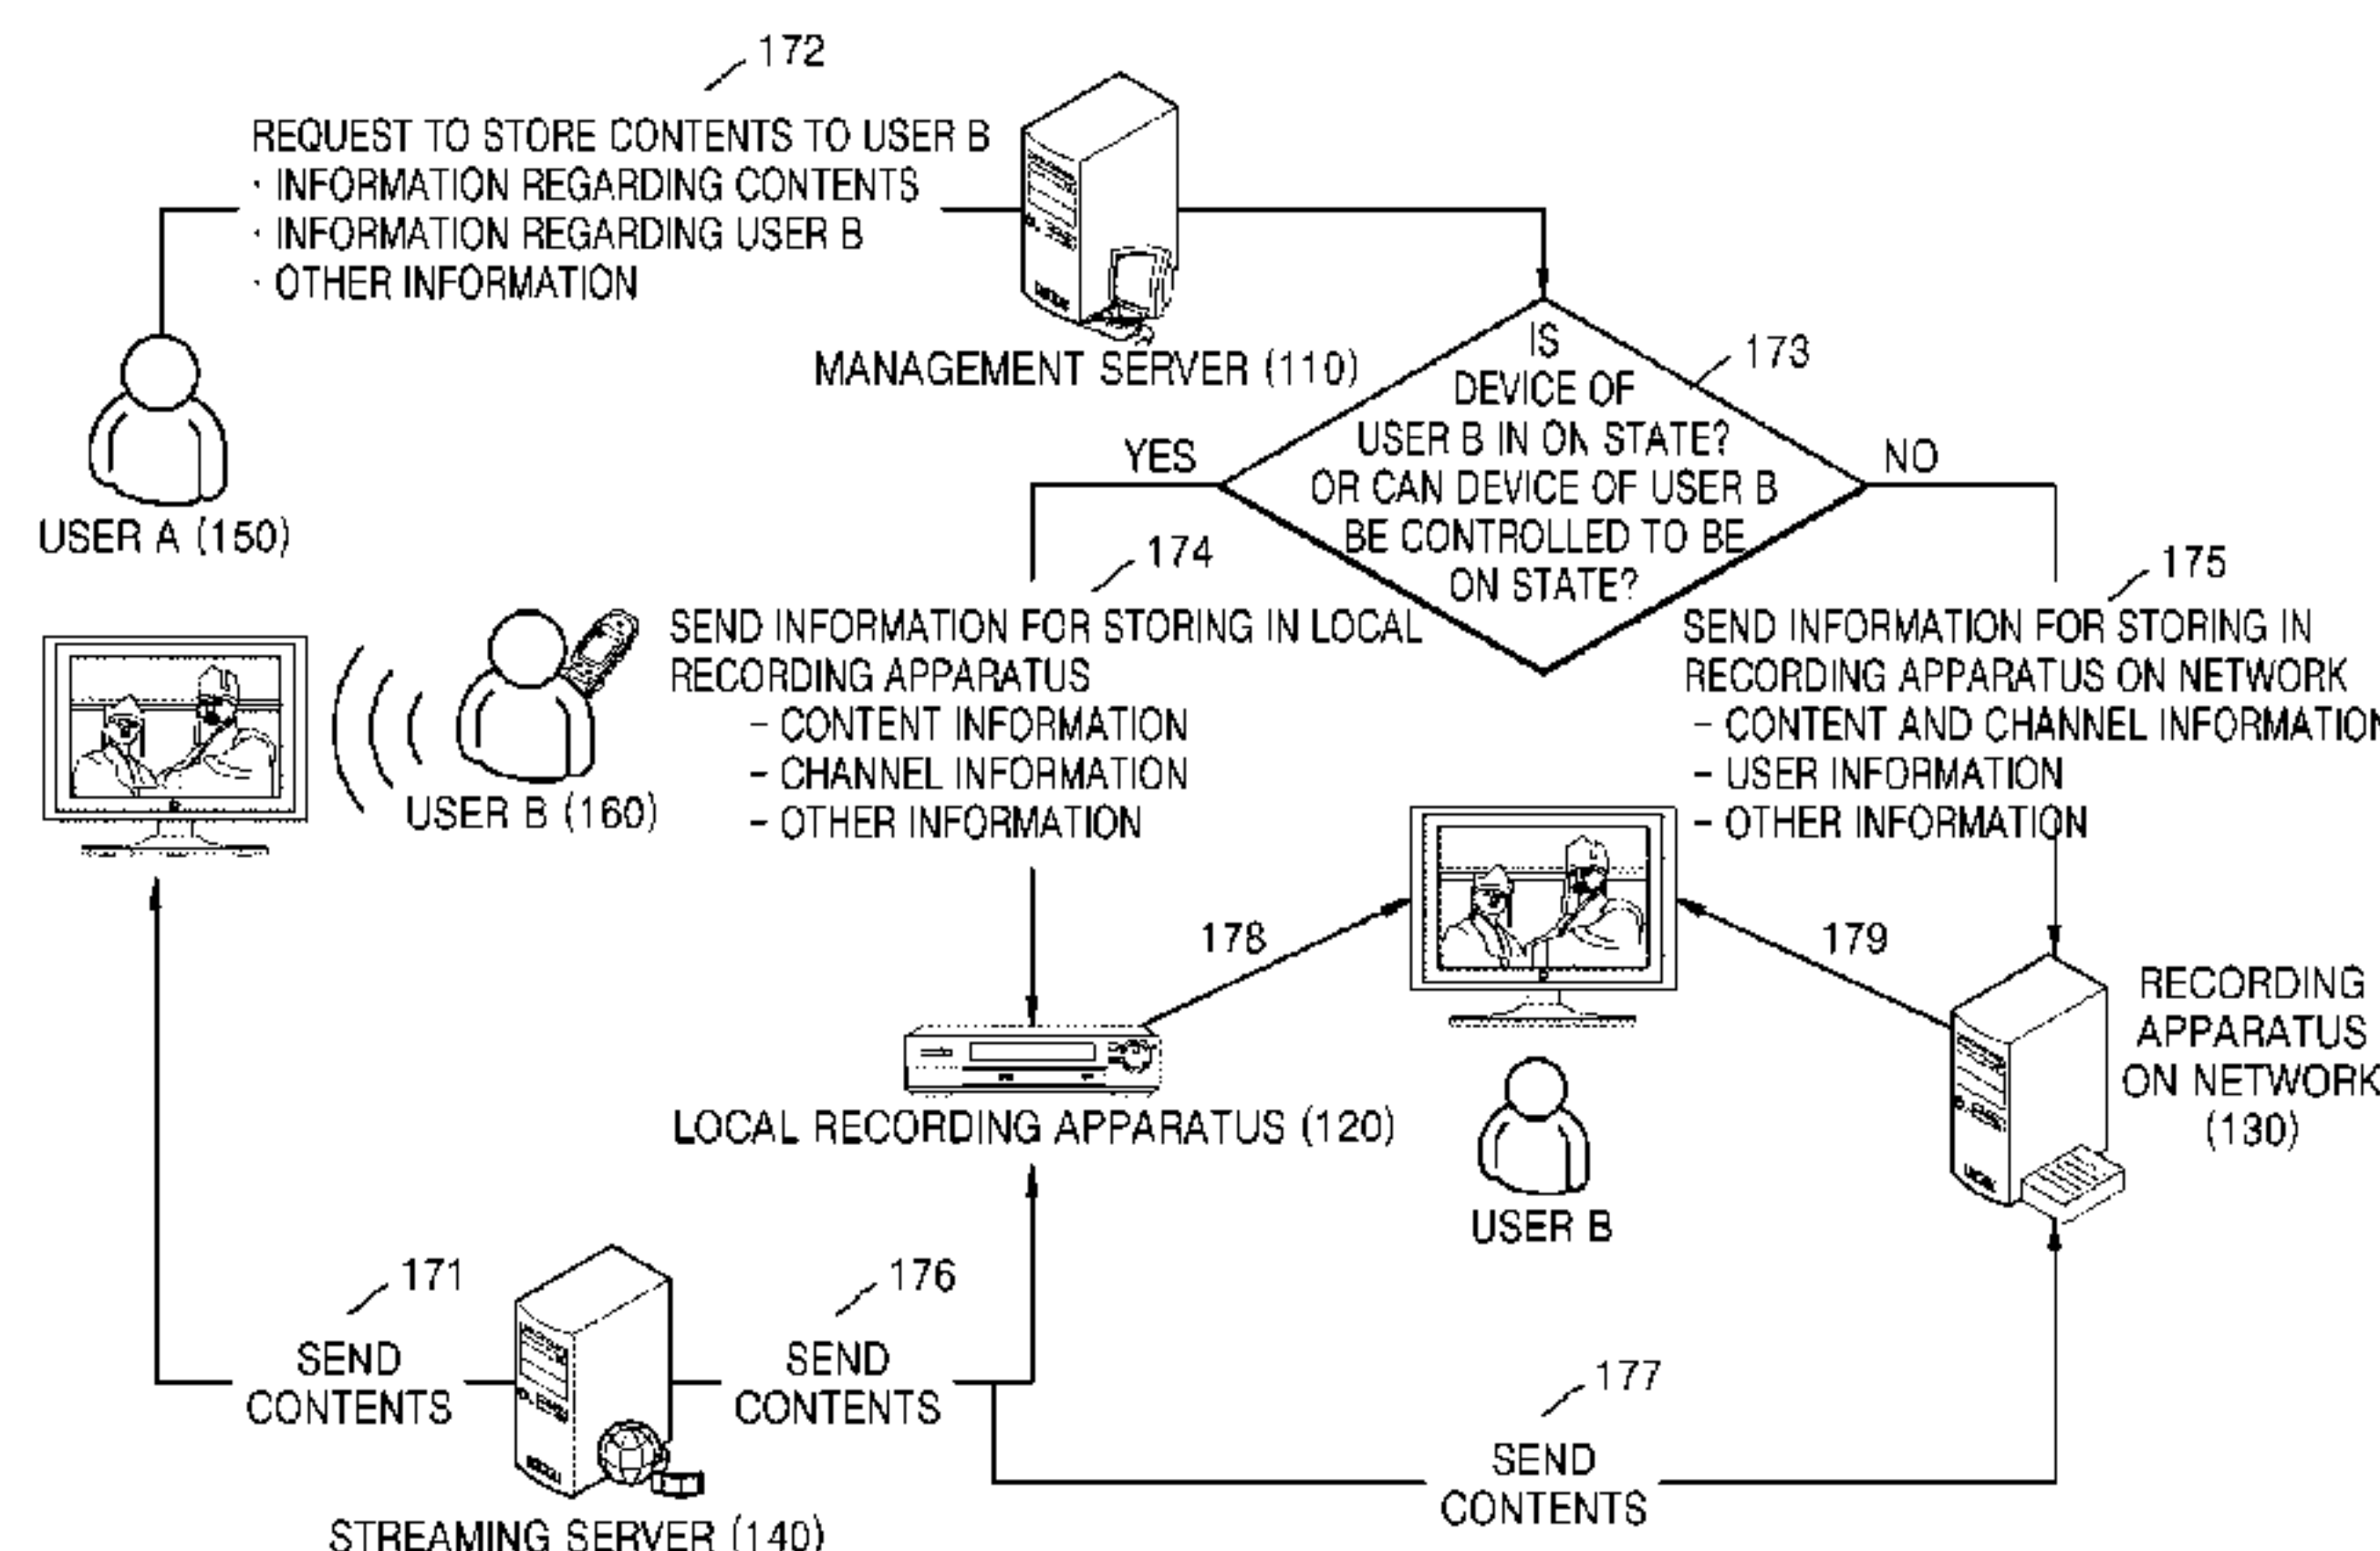 172
REQUEST TO STORE CONTENTS TO USER B
· INFORMATION REGARDING CONTENTS
· INFORMATION REGARDING USER B
· OTHER INFORMATION
MANAGEMENT SERVER (110)
USER A (150)
IS
DEVICE OF
USER B IN ON STATE?
OR CAN DEVICE OF USER B
BE CONTROLLED TO BE
ON STATE?
173
YES
NO
174
SEND INFORMATION FOR STORING IN LOCAL
RECORDING APPARATUS
- CONTENT INFORMATION
- CHANNEL INFORMATION
- OTHER INFORMATION
175
SEND INFORMATION FOR STORING IN
RECORDING APPARATUS ON NETWORK
- CONTENT AND CHANNEL INFORMATION
- USER INFORMATION
- OTHER INFORMATION
USER B (160)
178
179
LOCAL RECORDING APPARATUS (120)
USER B
RECORDING
APPARATUS
ON NETWORK
(130)
171
SEND
CONTENTS
176
SEND
CONTENTS
177
SEND
CONTENTS
STREAMING SERVER (140)